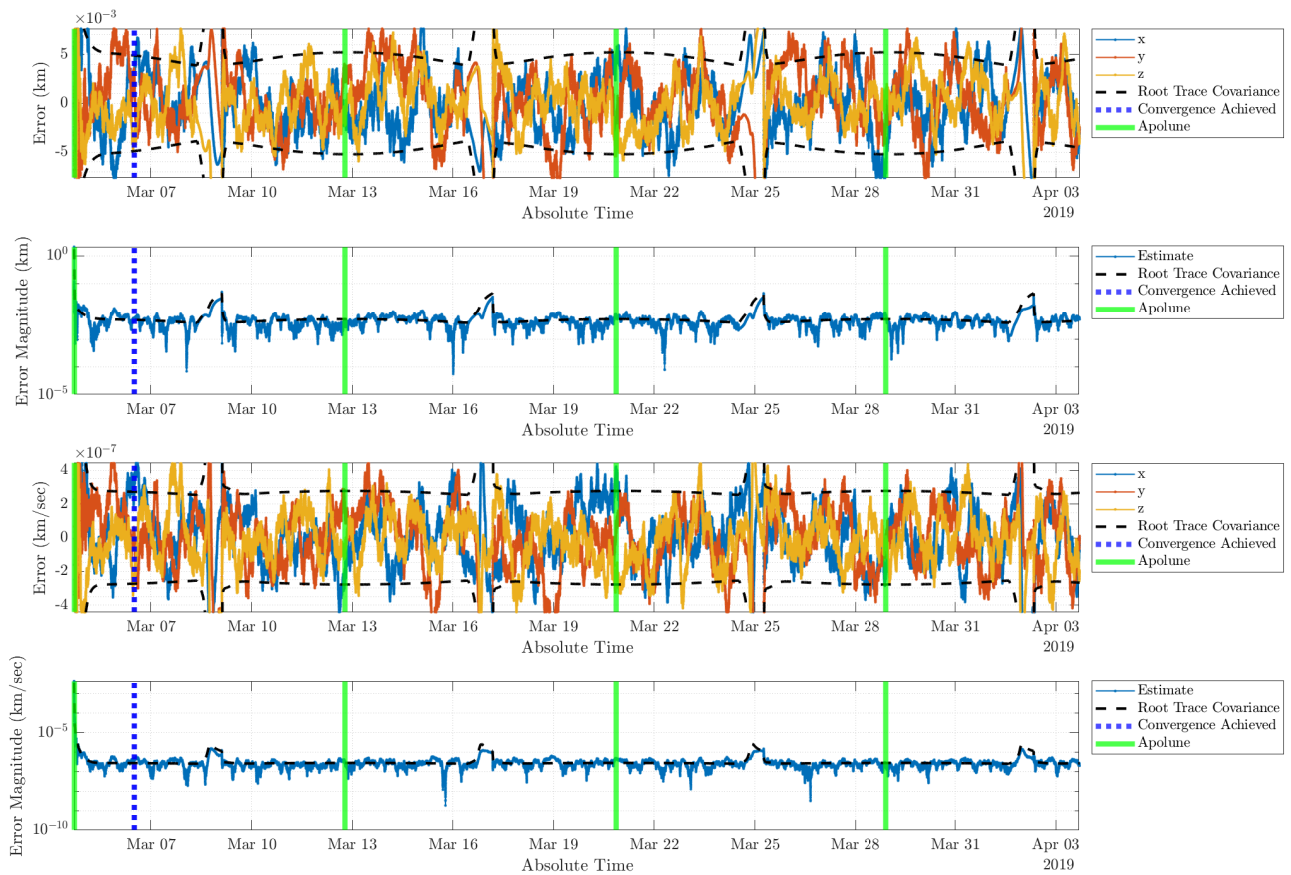 ×10⁻³
5
0
-5
Error (km)
Mar 07 Mar 10 Mar 13 Mar 16 Mar 19 Mar 22 Mar 25 Mar 28 Mar 31 Apr 03
2019
Absolute Time
x
y
z
Root Trace Covariance
Convergence Achieved
Apolune
10⁰
10⁻⁵
Error Magnitude (km)
Mar 07 Mar 10 Mar 13 Mar 16 Mar 19 Mar 22 Mar 25 Mar 28 Mar 31 Apr 03
2019
Absolute Time
Estimate
Root Trace Covariance
Convergence Achieved
Apolune
×10⁻⁷
4
2
0
-2
-4
Error (km/sec)
Mar 07 Mar 10 Mar 13 Mar 16 Mar 19 Mar 22 Mar 25 Mar 28 Mar 31 Apr 03
2019
Absolute Time
x
y
z
Root Trace Covariance
Convergence Achieved
Apolune
10⁻⁵
10⁻¹⁰
Error Magnitude (km/sec)
Mar 07 Mar 10 Mar 13 Mar 16 Mar 19 Mar 22 Mar 25 Mar 28 Mar 31 Apr 03
2019
Absolute Time
Estimate
Root Trace Covariance
Convergence Achieved
Apolune